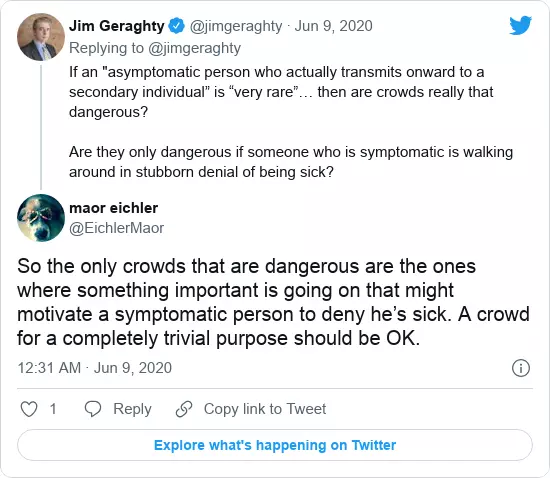 Jim Geraghty @jimgeraghty · Jun 9, 2020
Replying to @jimgeraghty
If an "asymptomatic person who actually transmits onward to a
secondary individual” is “very rare”… then are crowds really that
dangerous?
Are they only dangerous if someone who is symptomatic is walking
around in stubborn denial of being sick?
maor eichler
@EichlerMaor
So the only crowds that are dangerous are the ones
where something important is going on that might
motivate a symptomatic person to deny he’s sick. A crowd
for a completely trivial purpose should be OK.
12:31 AM · Jun 9, 2020
1 Reply Copy link to Tweet
Explore what's happening on Twitter